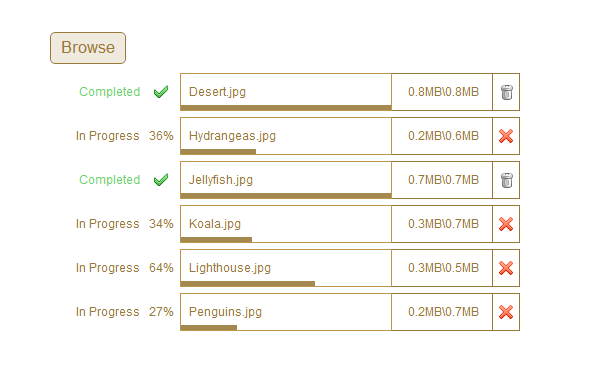 Browse
Completed Desert.jpg 0.8MB\0.8MB
In Progress 36% Hydrangeas.jpg 0.2MB\0.6MB
Completed Jellyfish.jpg 0.7MB\0.7MB
In Progress 34% Koala.jpg 0.3MB\0.7MB
In Progress 64% Lighthouse.jpg 0.3MB\0.5MB
In Progress 27% Penguins.jpg 0.2MB\0.7MB